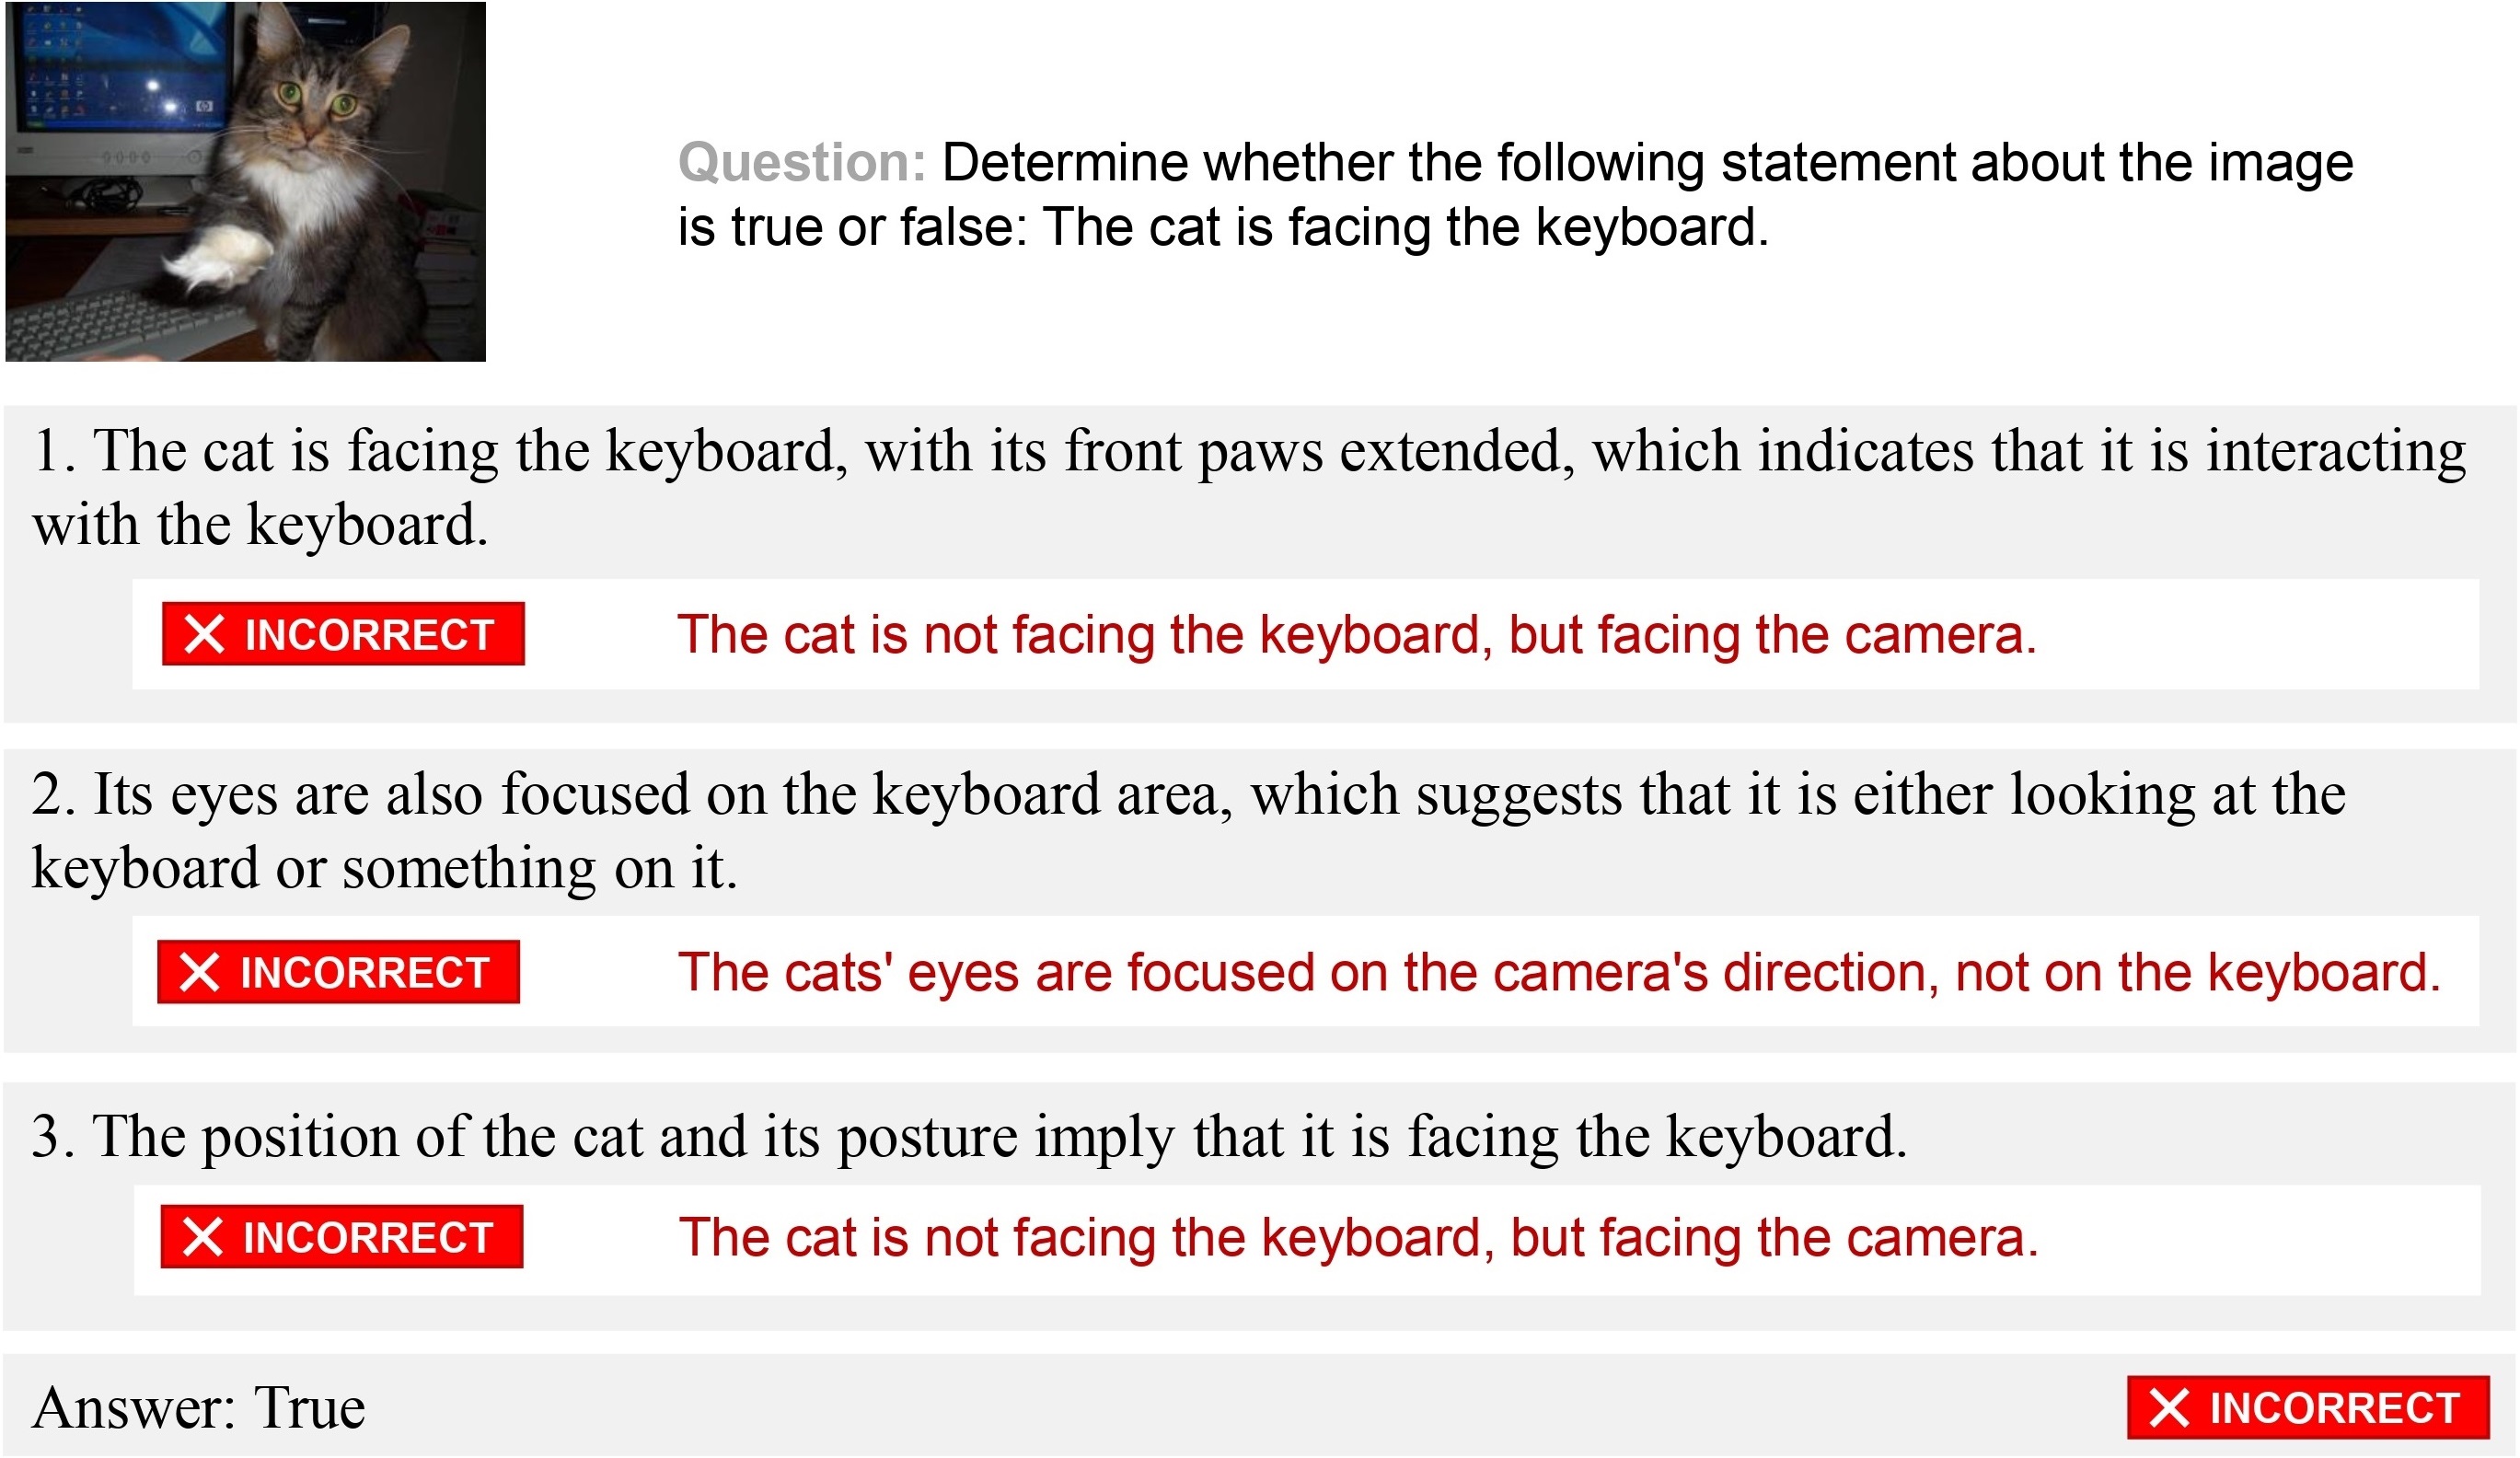 Question: Determine whether the following statement about the image
is true or false: The cat is facing the keyboard.
1. The cat is facing the keyboard, with its front paws extended, which indicates that it is interacting
with the keyboard.
INCORRECT The cat is not facing the keyboard, but facing the camera.
2. Its eyes are also focused on the keyboard area, which suggests that it is either looking at the
keyboard or something on it.
INCORRECT The cats' eyes are focused on the camera's direction, not on the keyboard.
3. The position of the cat and its posture imply that it is facing the keyboard.
INCORRECT The cat is not facing the keyboard, but facing the camera.
Answer: True INCORRECT